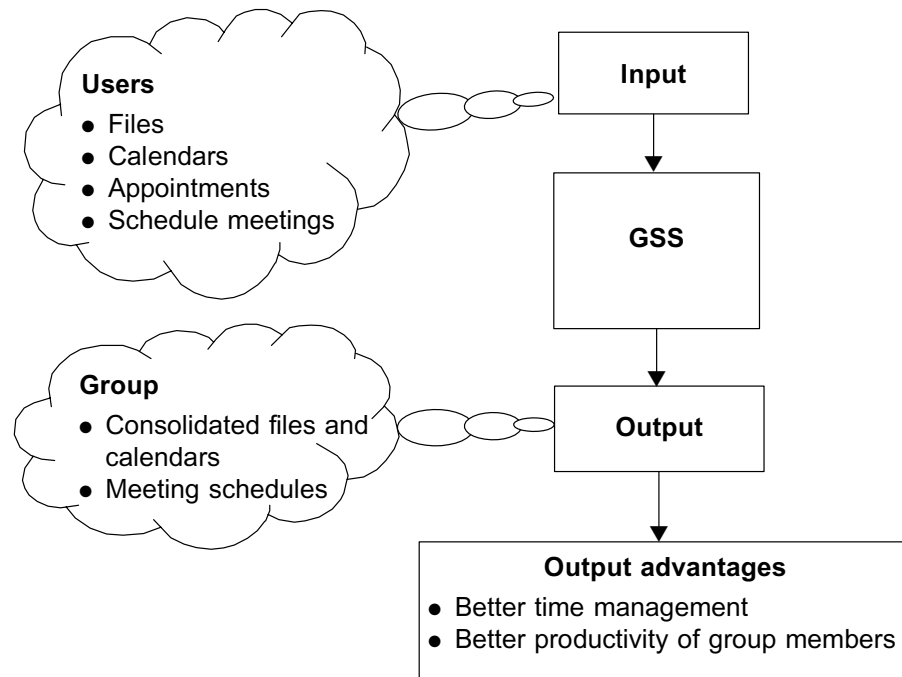 Users
● Files
● Calendars
● Appointments
● Schedule meetings
Input
GSS
Group
● Consolidated files and
calendars
● Meeting schedules
Output
Output advantages
● Better time management
● Better productivity of group members